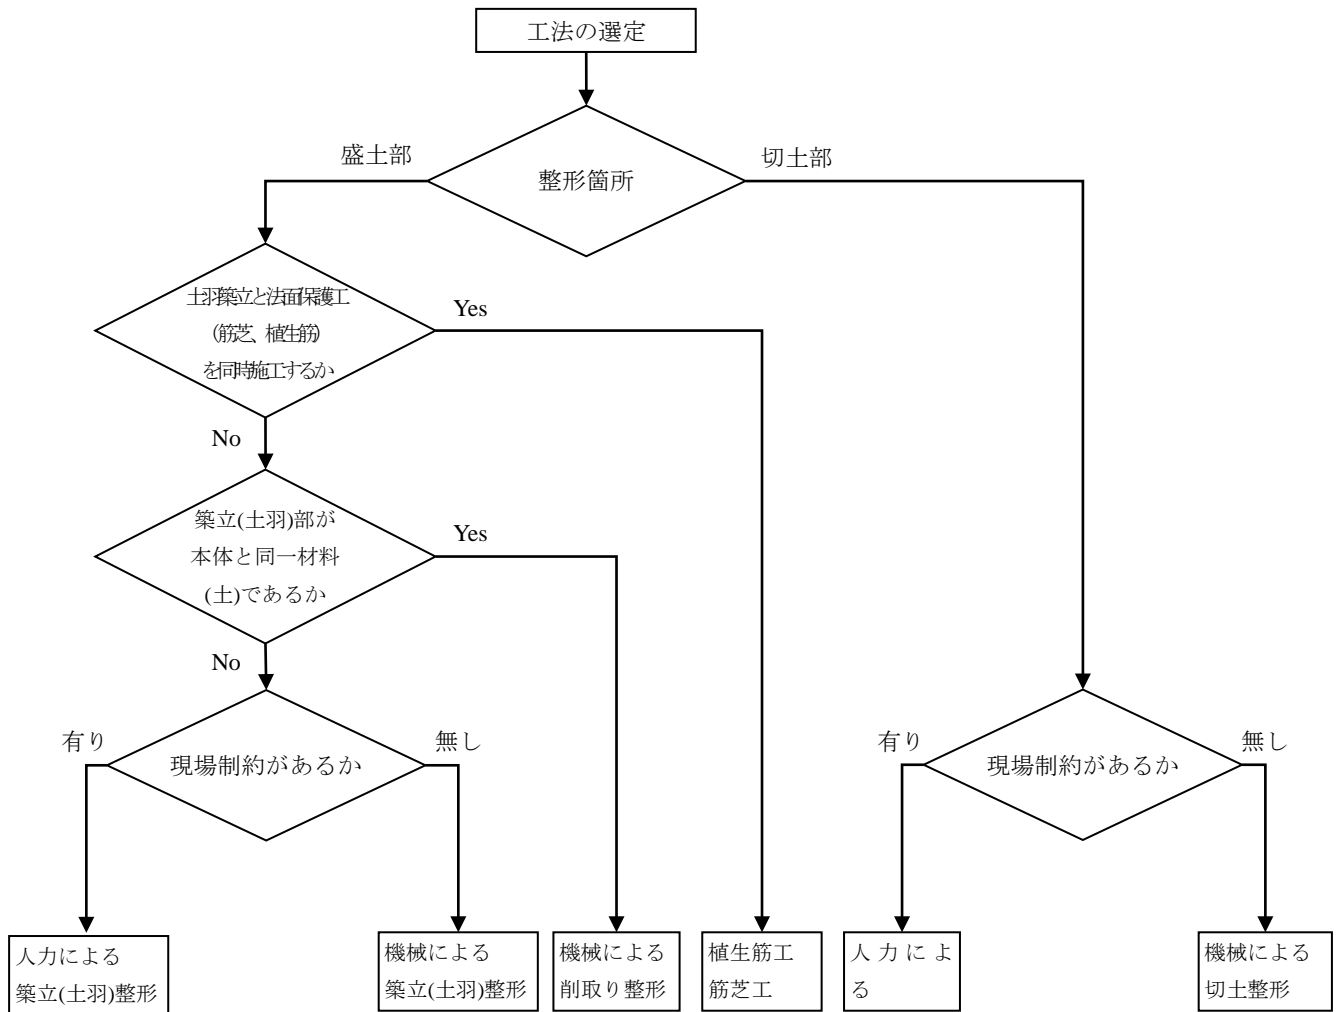 工法の選定
整形箇所
盛土部
切土部
土羽築立と法面保護工
(筋芝、植生筋)
を同時施工するか
Yes
No
築立(土羽)部が
本体と同一材料
(土)であるか
Yes
No
現場制約があるか
有り
無し
現場制約があるか
有り
無し
人力による
築立(土羽)整形
機械による
築立(土羽)整形
機械による
削取り整形
植生筋工
筋芝工
人力によ
る
機械による
切土整形